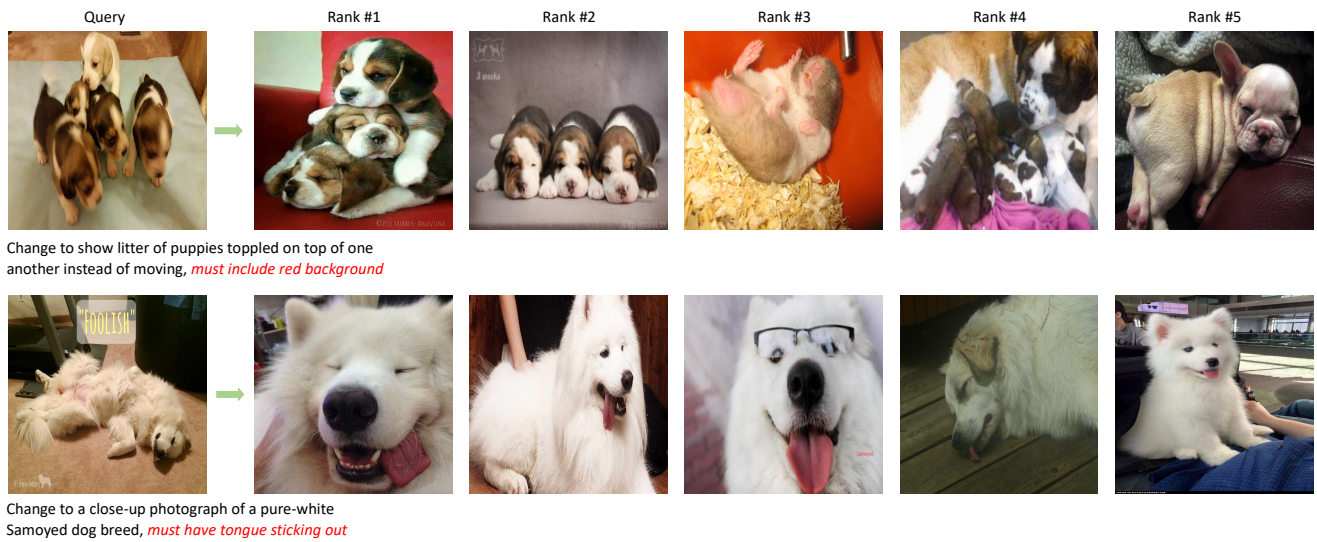 Query
Rank #1
Rank #2
Rank #3
Rank #4
Rank #5
3 weeks
Change to show litter of puppies toppled on top of one
another instead of moving, must include red background
"FOOLISH"
Change to a close-up photograph of a pure-white
Samoyed dog breed, must have tongue sticking out